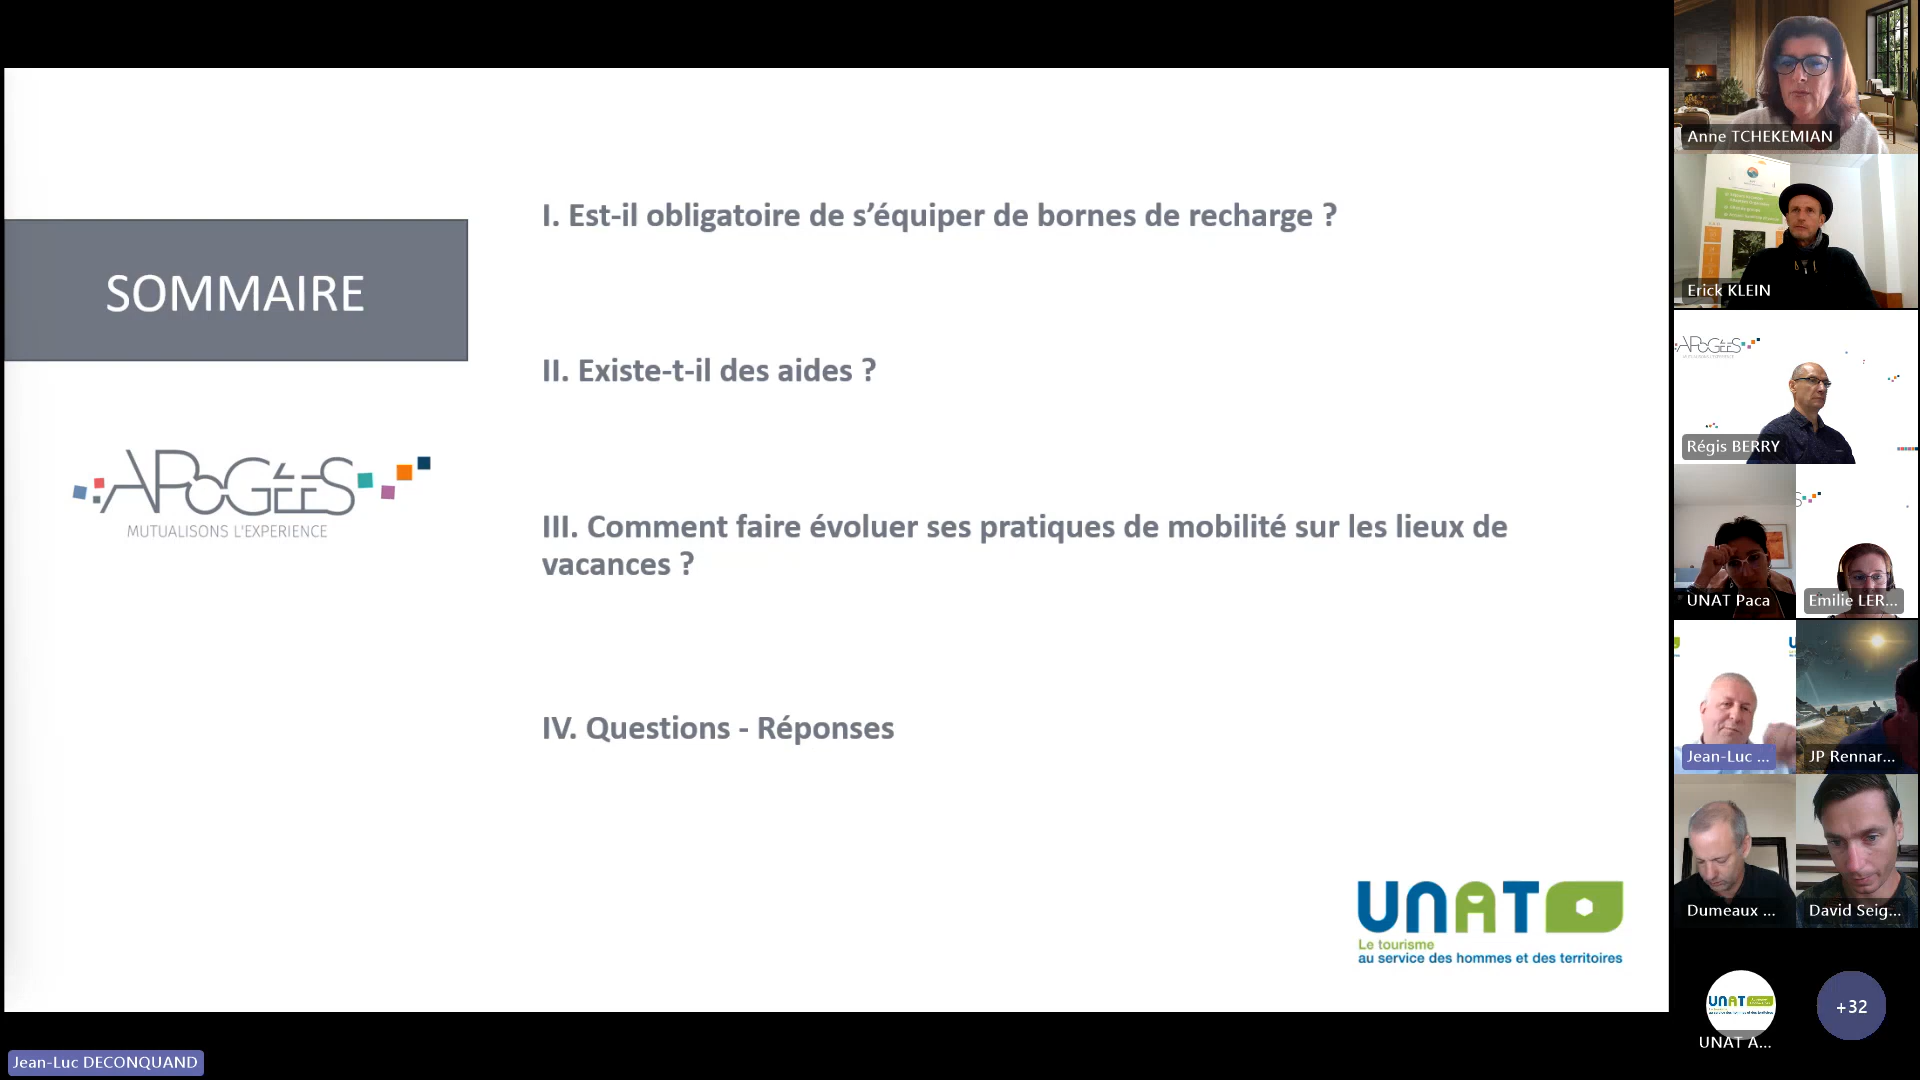 SOMMAIRE
APOGÉES
MUTUALISONS L'EXPERIENCE
I. Est-il obligatoire de s’équiper de bornes de recharge ?
II. Existe-t-il des aides ?
III. Comment faire évoluer ses pratiques de mobilité sur les lieux de
vacances ?
IV. Questions - Réponses
UNAT
Le tourisme
au service des hommes et des territoires
Jean-Luc DECONQUAND
Anne TCHEKEMIAN
Erick KLEIN
APOGÉES
Régis BERRY
UNAT Paca
Emilie LER...
Jean-Luc ...
JP Rennar...
Dumeaux ...
David Seig...
UNAT
UNAT A...
+32